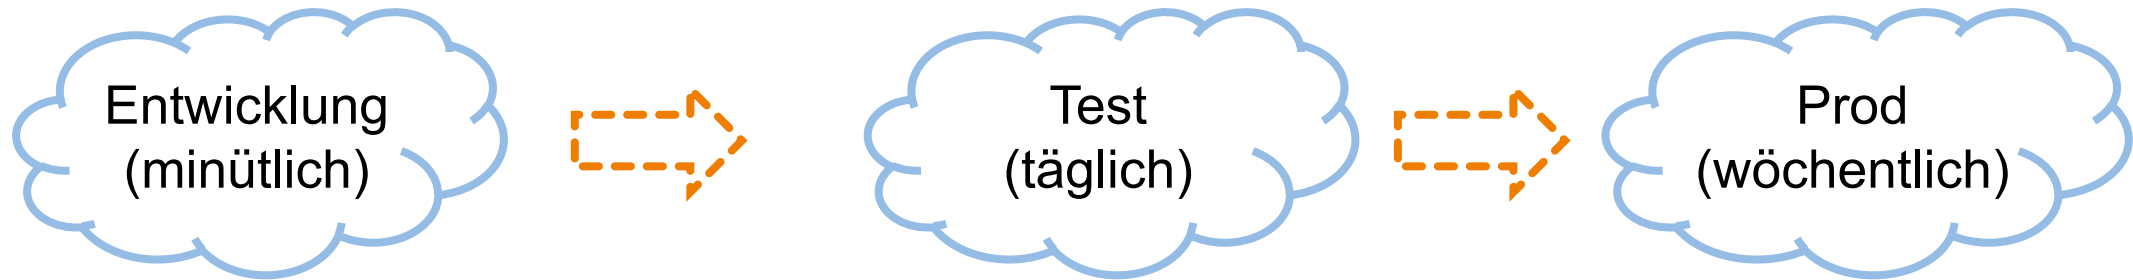 Entwicklung
(minütlich)
Test
(täglich)
Prod
(wöchentlich)